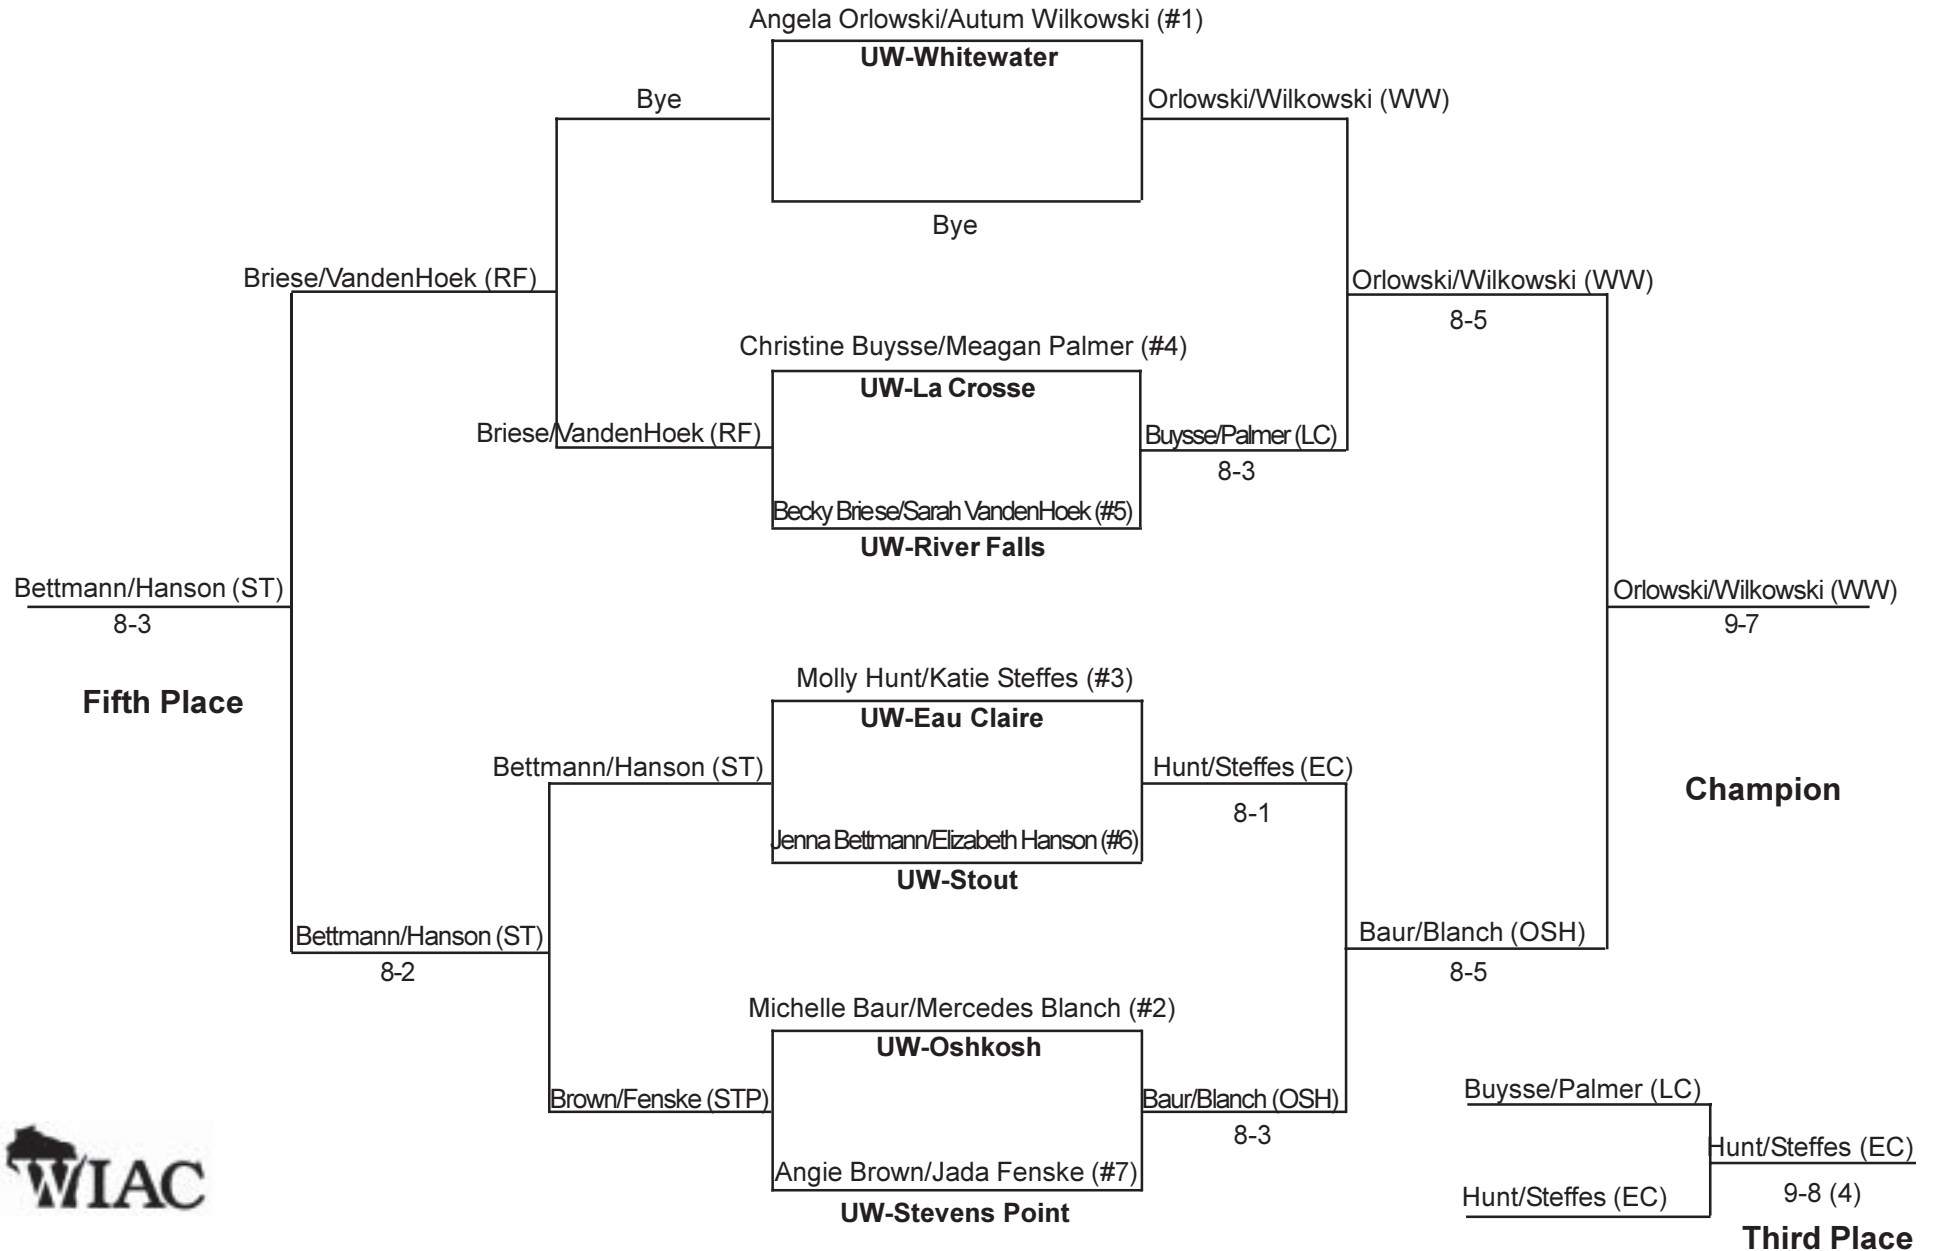 Angela Orlowski/Autum Wilkowski (#1)
UW-Whitewater
Bye
Orlowski/Wilkowski (WW)
Bye
Briese/VandenHoek (RF)
Orlowski/Wilkowski (WW)
8-5
Christine Buysse/Meagan Palmer (#4)
UW-La Crosse
Briese/VandenHoek (RF)
Buysse/Palmer (LC)
8-3
Becky Briese/Sarah VandenHoek (#5)
UW-River Falls
Bettmann/Hanson (ST)
8-3
Orlowski/Wilkowski (WW)
9-7
Fifth Place
Molly Hunt/Katie Steffes (#3)
UW-Eau Claire
Bettmann/Hanson (ST)
Hunt/Steffes (EC)
8-1
Champion
Jenna Bettmann/Elizabeth Hanson (#6)
UW-Stout
Bettmann/Hanson (ST)
8-2
Baur/Blanch (OSH)
8-5
Michelle Baur/Mercedes Blanch (#2)
UW-Oshkosh
Brown/Fenske (STP)
Baur/Blanch (OSH)
8-3
Angie Brown/Jada Fenske (#7)
UW-Stevens Point
Buysse/Palmer (LC)
Hunt/Steffes (EC)
9-8 (4)
Hunt/Steffes (EC)
Third Place
WIAC